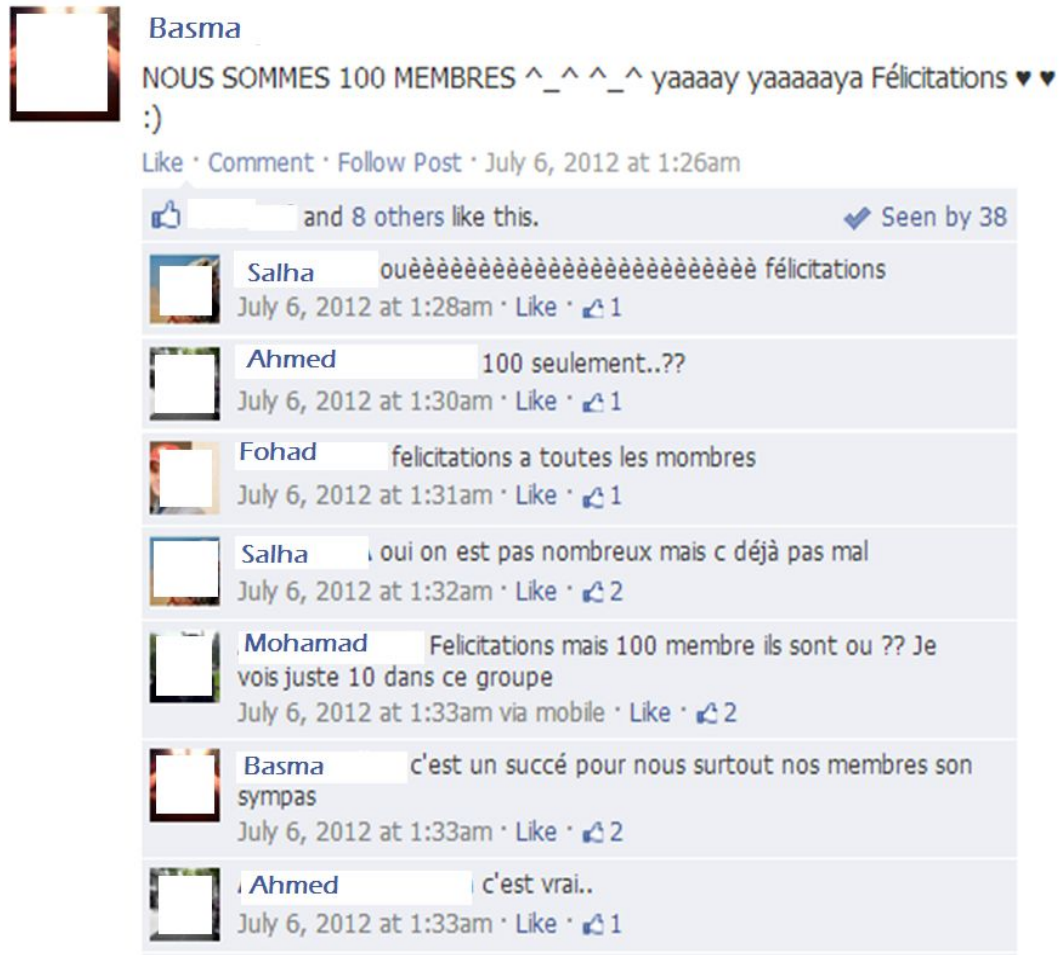 Basma
NOUS SOMMES 100 MEMBRES ^_^ ^_^ yaaaay yaaaaaya Félicitations ♥ ♥
:)
Like · Comment · Follow Post · July 6, 2012 at 1:26am
and 8 others like this. Seen by 38
Salha ouèèèèèèèèèèèèèèèèèèèèèèèèè félicitations
July 6, 2012 at 1:28am · Like · 1
Ahmed 100 seulement..??
July 6, 2012 at 1:30am · Like · 1
Fohad felicitations a toutes les mombres
July 6, 2012 at 1:31am · Like · 1
Salha oui on est pas nombreux mais c déjà pas mal
July 6, 2012 at 1:32am · Like · 2
Mohamad Felicitations mais 100 membre ils sont ou ?? Je
vois juste 10 dans ce groupe
July 6, 2012 at 1:33am via mobile · Like · 2
Basma c'est un succé pour nous surtout nos membres son
sympas
July 6, 2012 at 1:33am · Like · 2
Ahmed c'est vrai..
July 6, 2012 at 1:33am · Like · 1